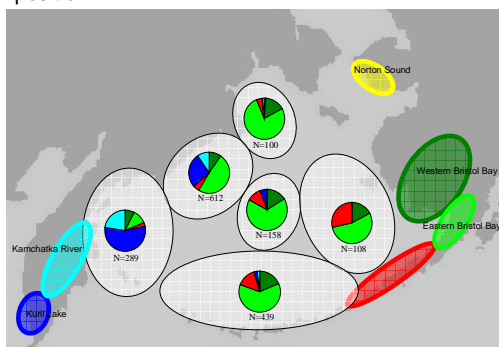 Norton Sound
N=100
Western Bristol Bay
N=612
Eastern Bristol Bay
N=158
N=108
Kamchatka River
N=289
Kuril Lake
N=439